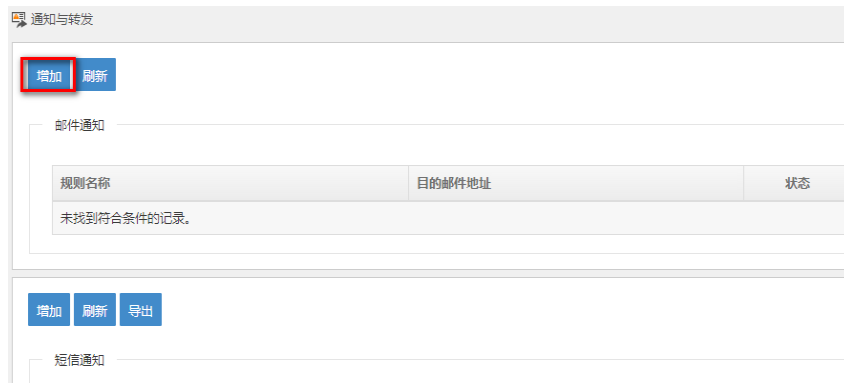 通知与转发
增加 刷新
邮件通知
规则名称 目的邮件地址 状态
未找到符合条件的记录。
增加 刷新 导出
短信通知